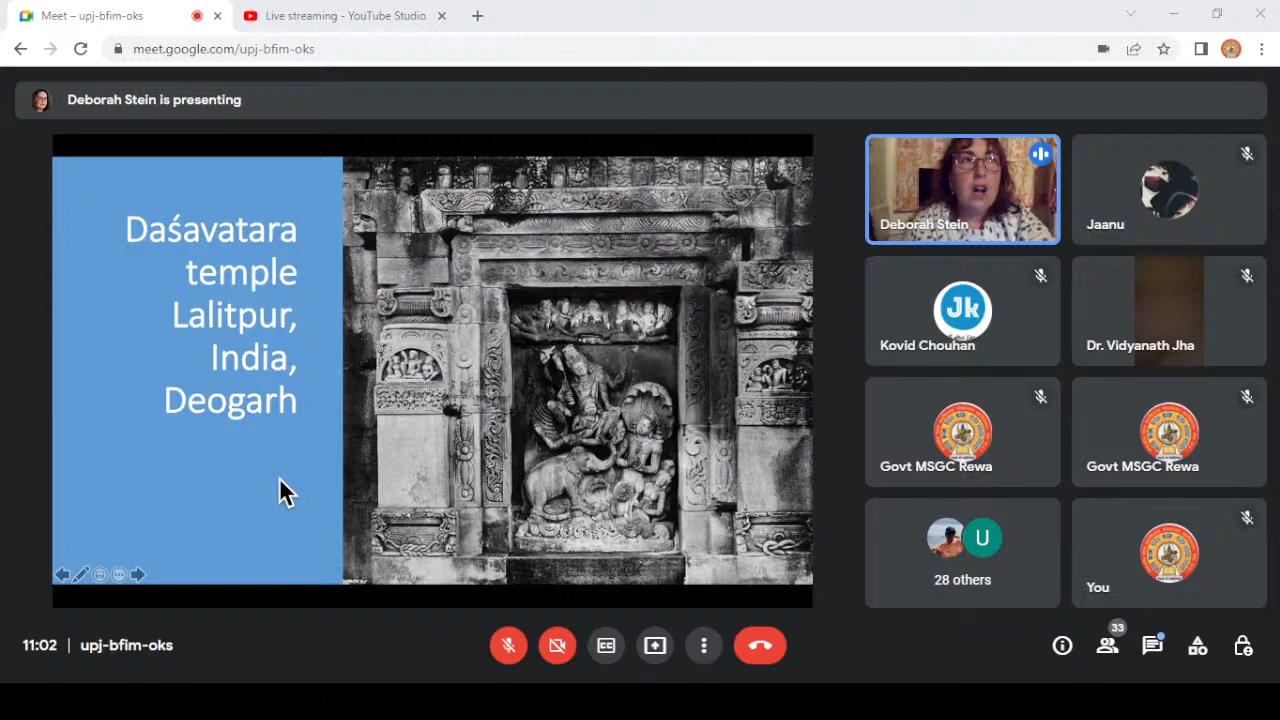 Meet – upj-bfim-oks
Live streaming - YouTube Studio
meet.google.com/upj-bfim-oks
Deborah Stein is presenting
Daśavatara
temple
Lalitpur,
India,
Deogarh
Deborah Stein
Jaanu
Jk
Kovid Chouhan
Dr. Vidyanath Jha
Govt MSGC Rewa
Govt MSGC Rewa
U
28 others
You
11:02 | upj-bfim-oks
CC
33